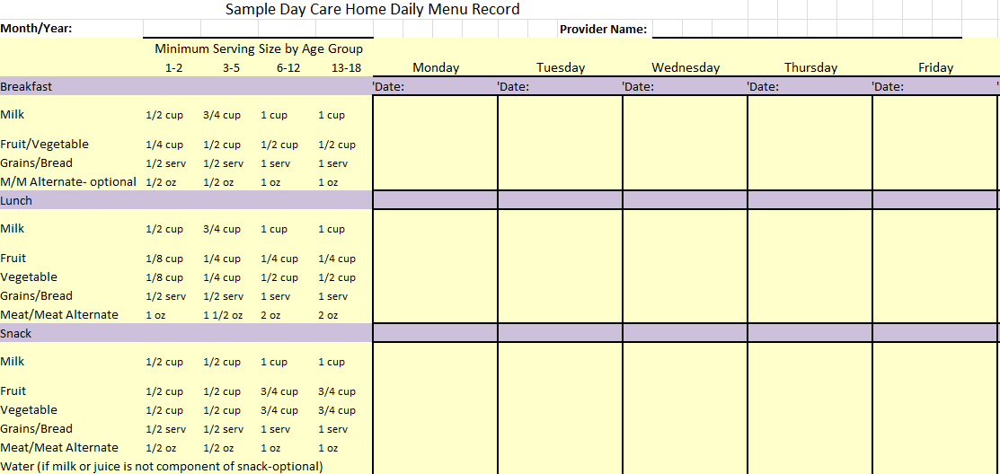 Sample Day Care Home Daily Menu Record
Month/Year: Provider Name:
Minimum Serving Size by Age Group
1-2 3-5 6-12 13-18 Monday Tuesday Wednesday Thursday Friday
Breakfast 'Date: 'Date: 'Date: 'Date: 'Date: '
Milk 1/2 cup 3/4 cup 1 cup 1 cup
Fruit/Vegetable 1/4 cup 1/2 cup 1/2 cup 1/2 cup
Grains/Bread 1/2 serv 1/2 serv 1 serv 1 serv
M/M Alternate- optional 1/2 oz 1/2 oz 1 oz 1 oz
Lunch
Milk 1/2 cup 3/4 cup 1 cup 1 cup
Fruit 1/8 cup 1/4 cup 1/4 cup 1/4 cup
Vegetable 1/8 cup 1/4 cup 1/2 cup 1/2 cup
Grains/Bread 1/2 serv 1/2 serv 1 serv 1 serv
Meat/Meat Alternate 1 oz 1 1/2 oz 2 oz 2 oz
Snack
Milk 1/2 cup 1/2 cup 1 cup 1 cup
Fruit 1/2 cup 1/2 cup 3/4 cup 3/4 cup
Vegetable 1/2 cup 1/2 cup 3/4 cup 3/4 cup
Grains/Bread 1/2 serv 1/2 serv 1 serv 1 serv
Meat/Meat Alternate 1/2 oz 1/2 oz 1 oz 1 oz
Water (if milk or juice is not component of snack-optional)